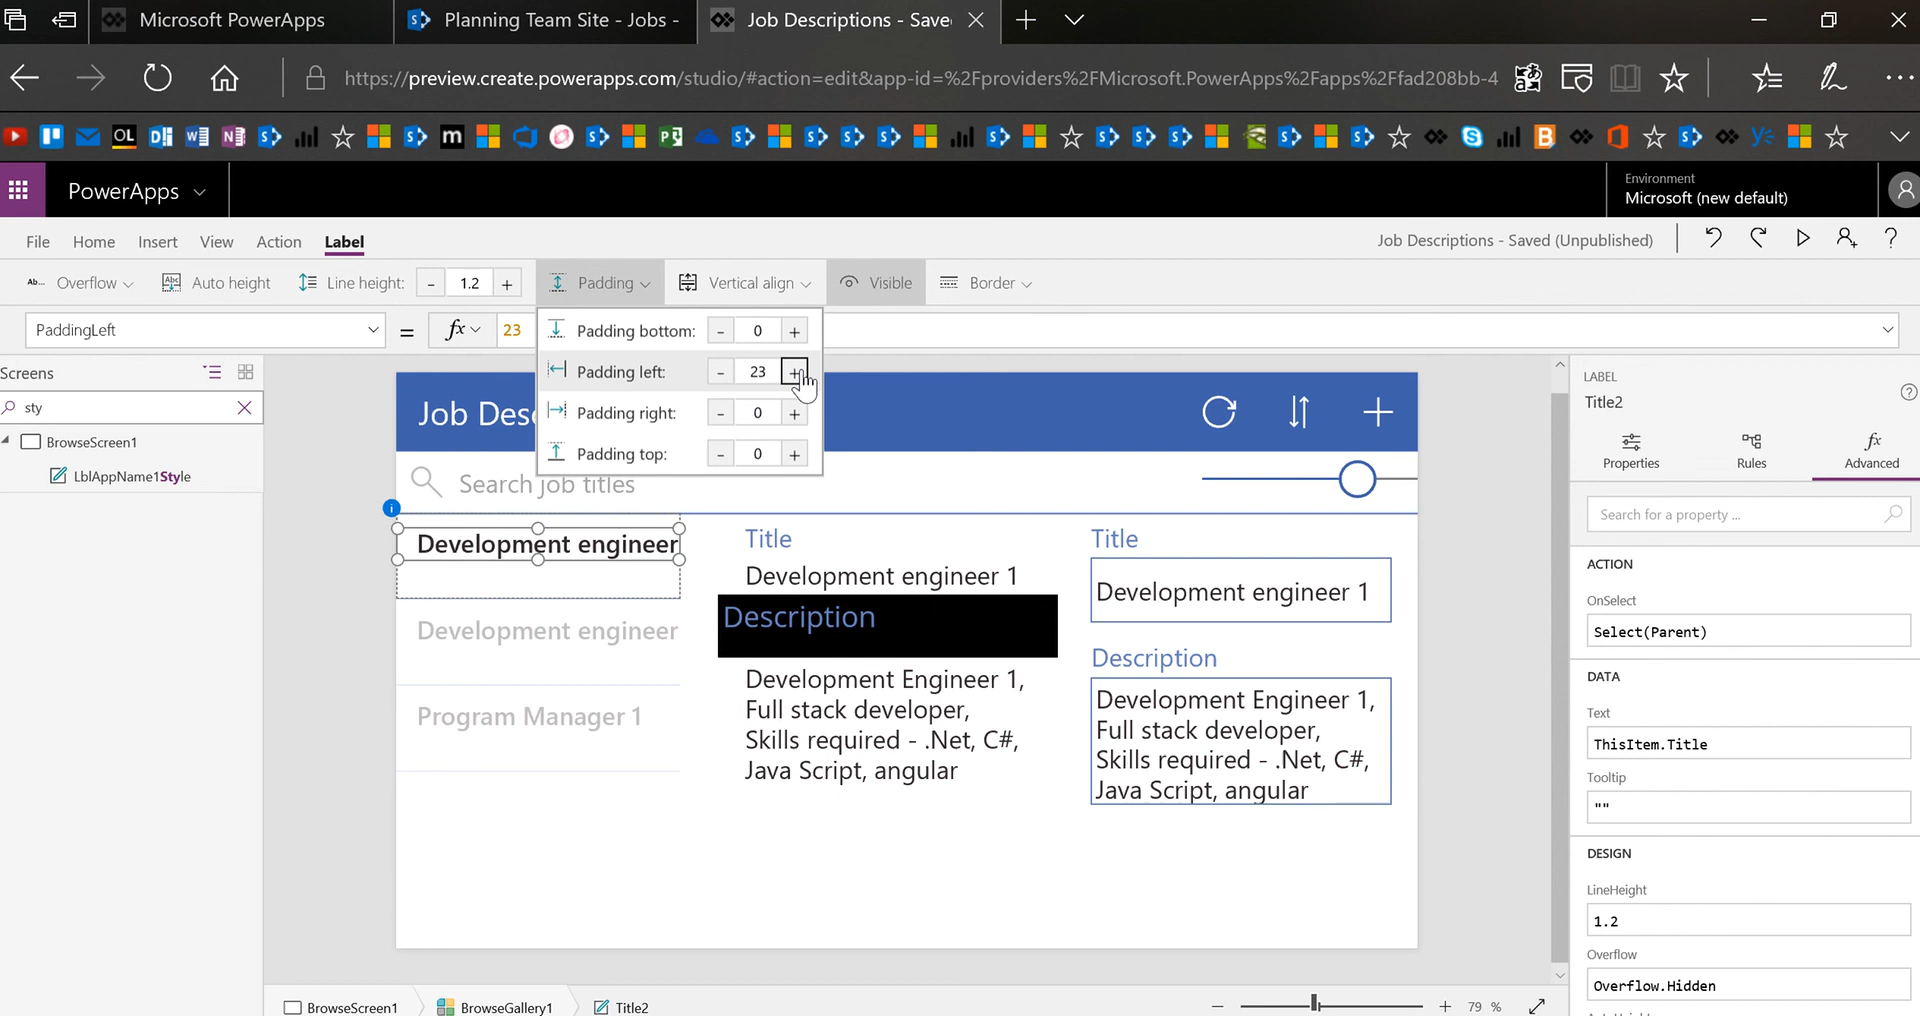 Microsoft PowerApps
Planning Team Site - Jobs -
Job Descriptions - Save
https://preview.create.powerapps.com/studio/#action=edit&app-id=%2Fproviders%2FMicrosoft.PowerApps%2Fapps%2Ffad208bb-4
PowerApps
Environment
Microsoft (new default)
File Home Insert View Action Label
Job Descriptions - Saved (Unpublished)
Overflow Auto height Line height: - 1.2 + Padding Vertical align Visible Border
PaddingLeft = fx 23
Padding bottom: - 0 +
Padding left: - 23 +
Padding right: - 0 +
Padding top: - 0 +
Screens
sty
BrowseScreen1
LblAppName1Style
Job Des
Search job titles
Development engineer
Development engineer
Program Manager 1
Title
Development engineer 1
Description
Development Engineer 1,
Full stack developer,
Skills required - .Net, C#,
Java Script, angular
Title
Development engineer 1
Description
Development Engineer 1,
Full stack developer,
Skills required - .Net, C#,
Java Script, angular
LABEL
Title2
Properties Rules Advanced
Search for a property ...
ACTION
OnSelect
Select(Parent)
DATA
Text
ThisItem.Title
Tooltip
""
DESIGN
LineHeight
1.2
Overflow
Overflow.Hidden
BrowseScreen1 BrowseGallery1 Title2
79 %